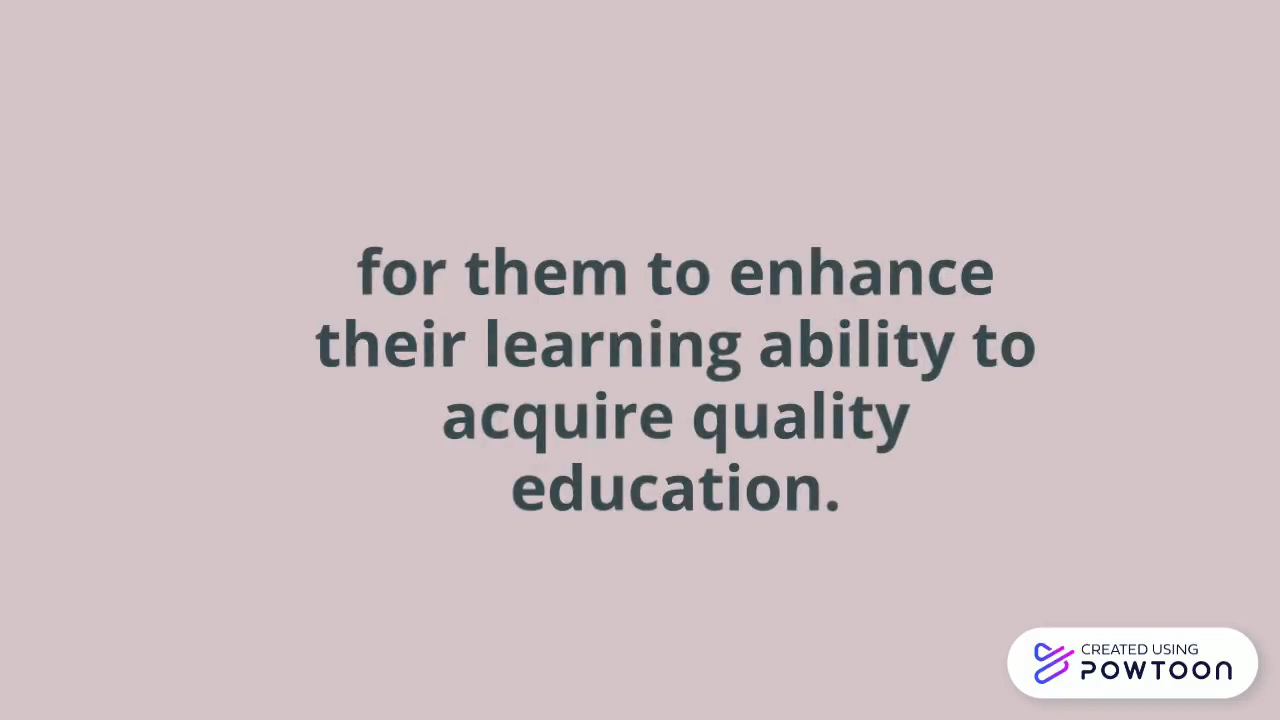 for them to enhance
their learning ability to
acquire quality
education.
CREATED USING
POWTOON